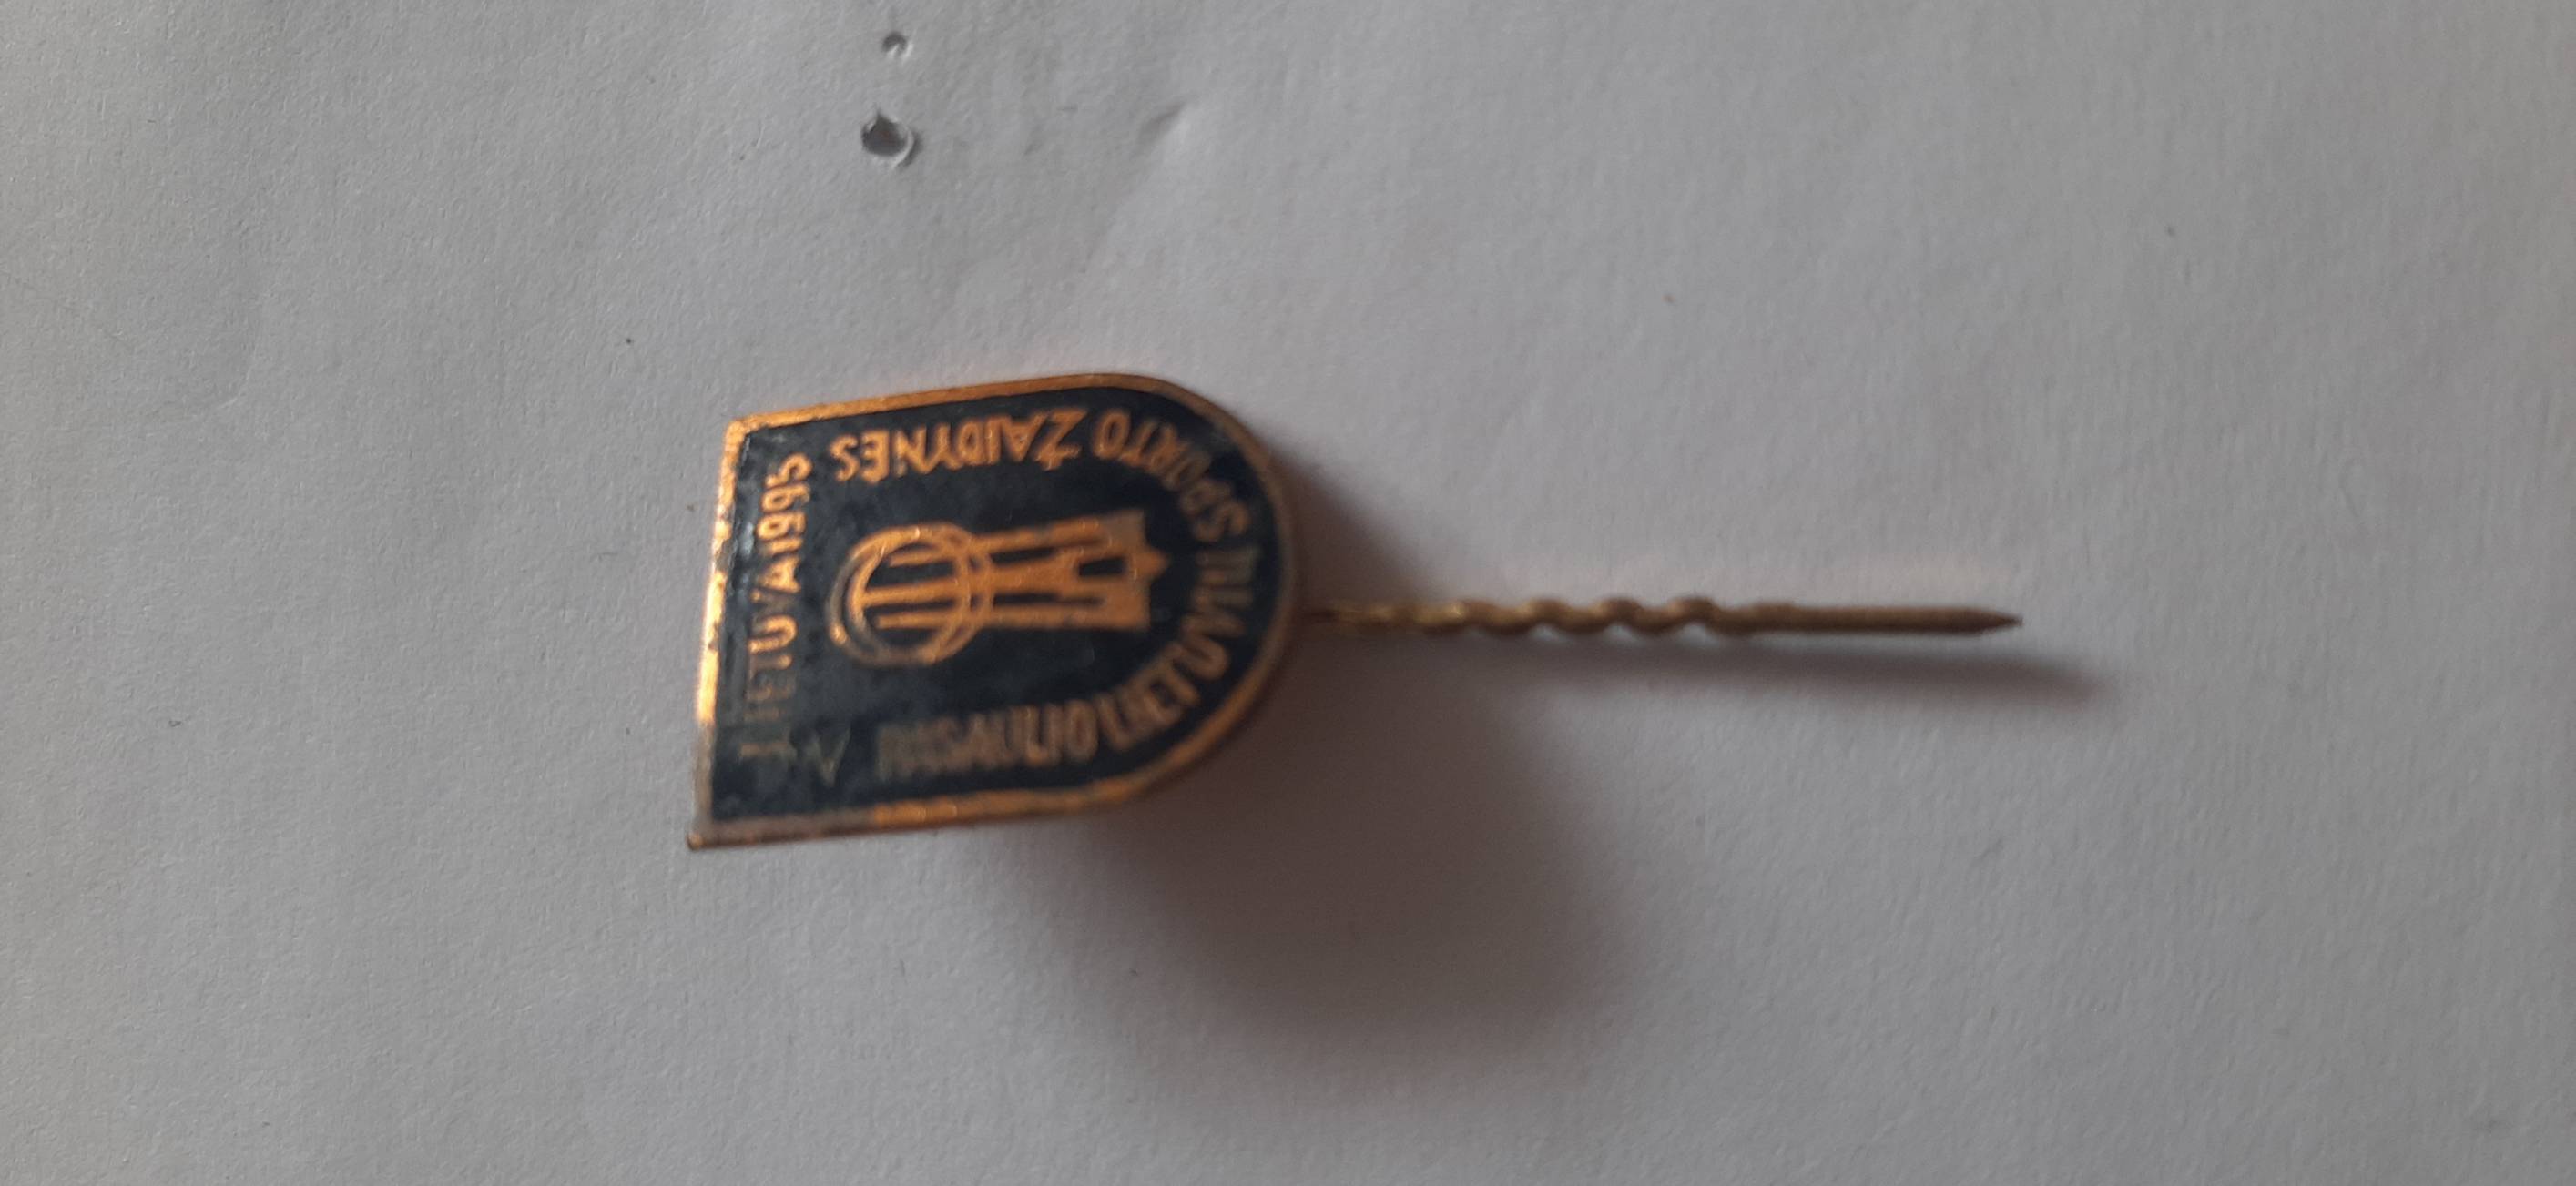 LIETUVA 1995
V PASAULIO LIETUVIŲ SPORTO ŽAIDYNĖS